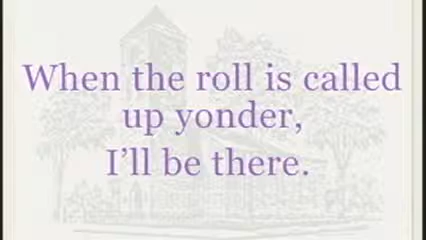 When the roll is called
up yonder,
I’ll be there.